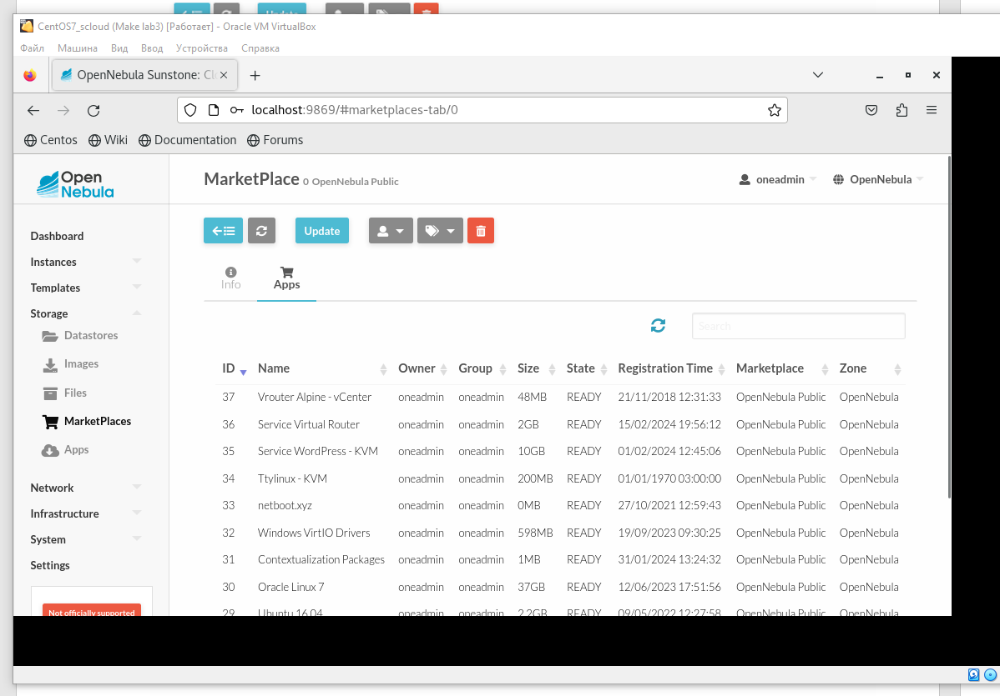 Update
CentOS7_scloud (Make lab3) [Работает] - Oracle VM VirtualBox
Файл Машина Вид Ввод Устройства Справка
OpenNebula Sunstone: Cl
localhost:9869/#marketplaces-tab/0
Centos Wiki Documentation Forums
Open
Nebula
MarketPlace 0 OpenNebula Public
oneadmin OpenNebula
Update
Dashboard
Instances
Templates
Storage
Datastores
Images
Files
MarketPlaces
Apps
Network
Infrastructure
System
Settings
Not officially supported
Info Apps
Search
ID Name Owner Group Size State Registration Time Marketplace Zone
37 Vrouter Alpine - vCenter oneadmin oneadmin 48MB READY 21/11/2018 12:31:33 OpenNebula Public OpenNebula
36 Service Virtual Router oneadmin oneadmin 2GB READY 15/02/2024 19:56:12 OpenNebula Public OpenNebula
35 Service WordPress - KVM oneadmin oneadmin 10GB READY 01/02/2024 12:45:06 OpenNebula Public OpenNebula
34 Ttylinux - KVM oneadmin oneadmin 200MB READY 01/01/1970 03:00:00 OpenNebula Public OpenNebula
33 netboot.xyz oneadmin oneadmin 0MB READY 27/10/2021 12:59:43 OpenNebula Public OpenNebula
32 Windows VirtIO Drivers oneadmin oneadmin 598MB READY 19/09/2023 09:30:25 OpenNebula Public OpenNebula
31 Contextualization Packages oneadmin oneadmin 1MB READY 31/01/2024 13:24:32 OpenNebula Public OpenNebula
30 Oracle Linux 7 oneadmin oneadmin 37GB READY 12/06/2023 17:51:56 OpenNebula Public OpenNebula
29 Ubuntu 16.04 oneadmin oneadmin 2.2GB READY 09/05/2022 12:27:58 OpenNebula Public OpenNebula